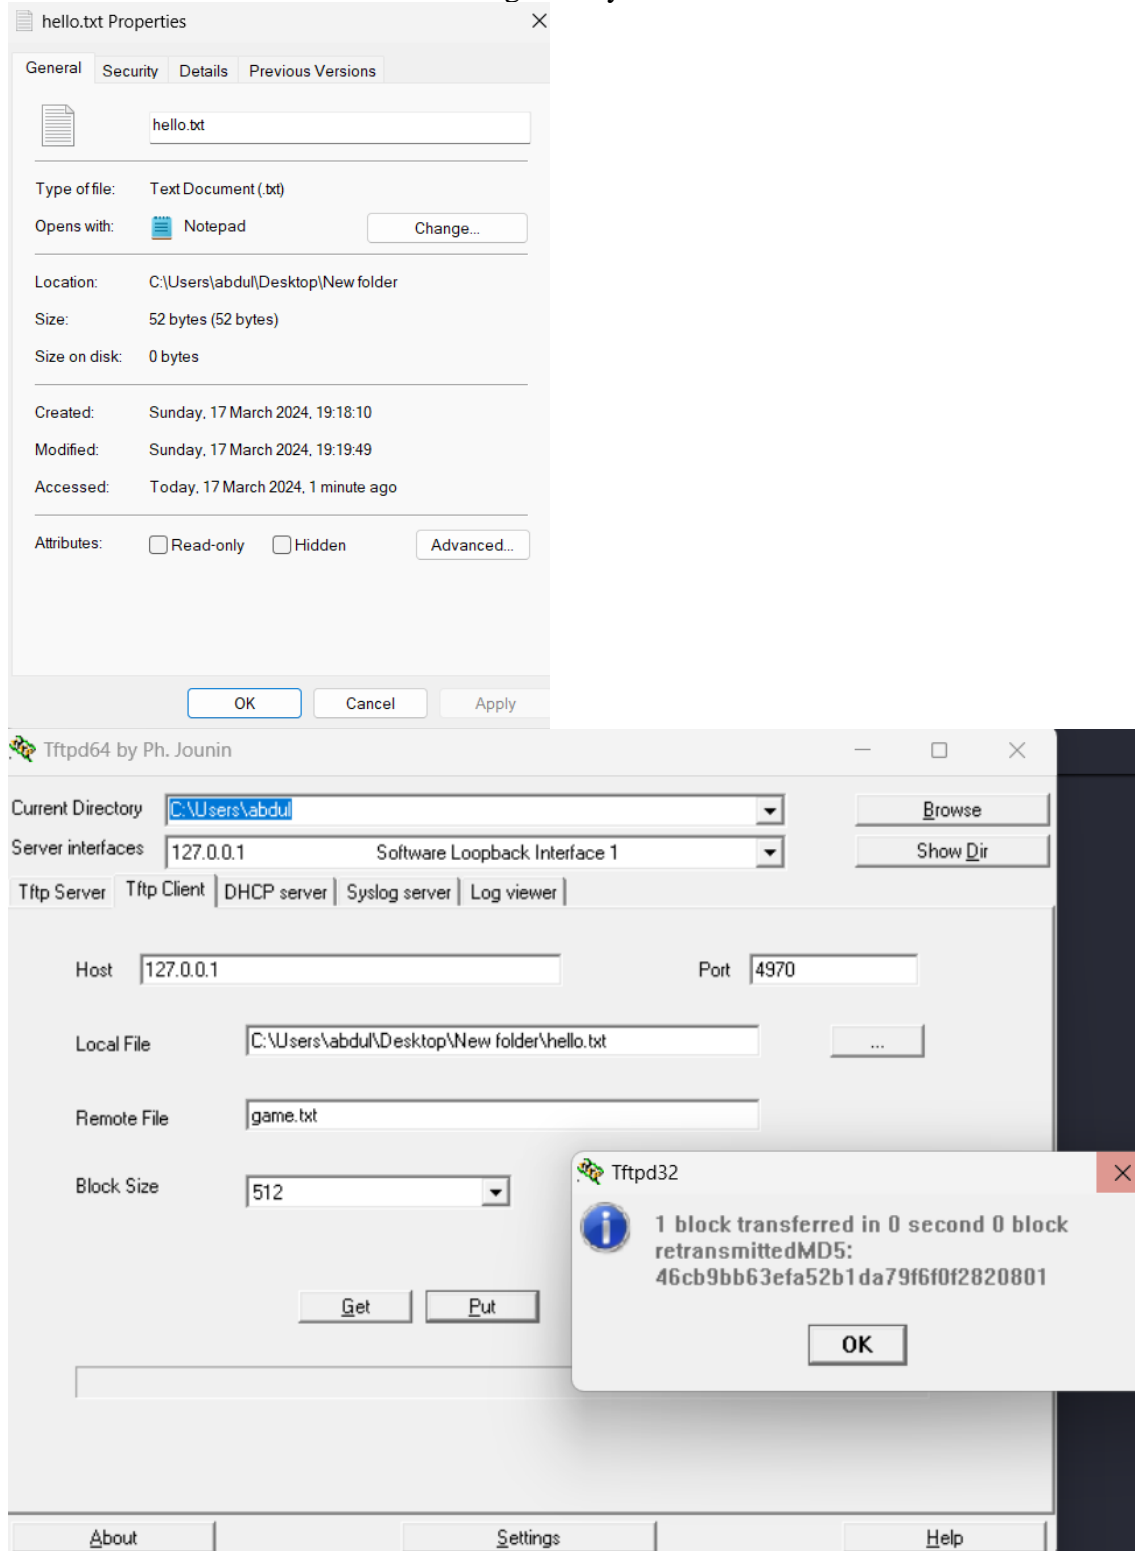 hello.txt Properties
General Security Details Previous Versions
hello.txt
Type of file: Text Document (.txt)
Opens with: Notepad Change...
Location: C:\Users\abdul\Desktop\New folder
Size: 52 bytes (52 bytes)
Size on disk: 0 bytes
Created: Sunday, 17 March 2024, 19:18:10
Modified: Sunday, 17 March 2024, 19:19:49
Accessed: Today, 17 March 2024, 1 minute ago
Attributes: Read-only Hidden Advanced...
OK Cancel Apply
Tftpd64 by Ph. Jounin
Current Directory C:\Users\abdul Browse
Server interfaces 127.0.0.1 Software Loopback Interface 1 Show Dir
Tftp Server Tftp Client DHCP server Syslog server Log viewer
Host 127.0.0.1 Port 4970
Local File C:\Users\abdul\Desktop\New folder\hello.txt ...
Remote File game.txt
Block Size 512
Get Put
Tftpd32
1 block transferred in 0 second 0 block
retransmittedMD5:
46cb9bb63efa52b1da79f6f0f2820801
OK
About Settings Help